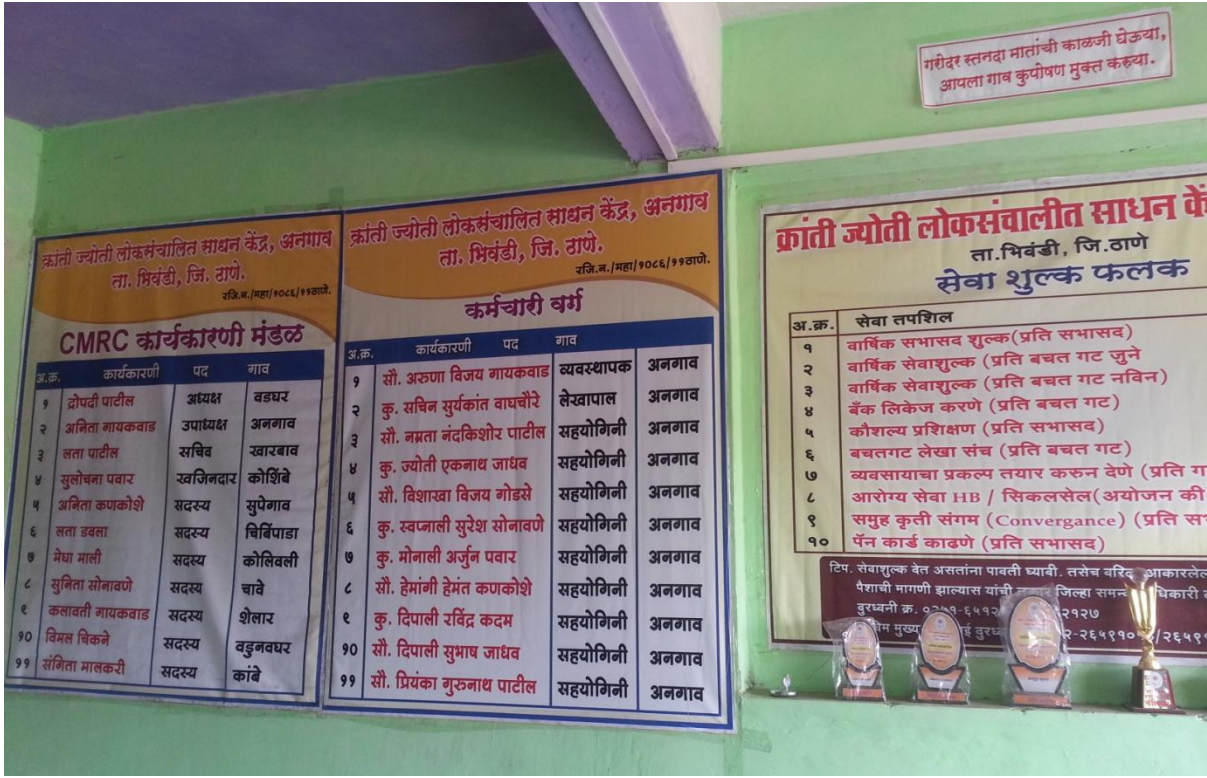 गरोदर स्तनदा मातांची काळजी घेऊया,
आपला गाव कुपोषण मुक्त करुया.
क्रांती ज्योती लोकसंचालित साधन केंद्र, अनगाव
ता. भिवंडी, जि. ठाणे.
रजि.न./महा/१०८६/११ठाणे.
CMRC कार्यकारणी मंडळ
अ.क्र. कार्यकारणी पद गाव
१ द्रोपदी पाटील अध्यक्ष वडघर
२ अनिता गायकवाड उपाध्यक्ष अनगाव
३ लता पाटील सचिव खारबाव
४ सुलोचना पवार खजिनदार कोशिंबे
५ अनिता कणकोशे सदस्य सुपेगाव
६ लता डवला सदस्य चिबिंपाडा
७ मेघा माली सदस्य कोलिवली
८ सुनिता सोनावणे सदस्य चावे
९ कलावती गायकवाड सदस्य शेलार
१० विमल चिकने सदस्य वडुनवघर
११ संगिता मालकरी सदस्य कांबे
क्रांती ज्योती लोकसंचालित साधन केंद्र, अनगाव
ता. भिवंडी, जि. ठाणे.
रजि.न./महा/१०८६/११ठाणे.
कर्मचारी वर्ग
अ.क्र. कार्यकारणी पद गाव
१ सौ. अरुणा विजय गायकवाड व्यवस्थापक अनगाव
२ कु. सचिन सुर्यकांत वाघचौरे लेखापाल अनगाव
३ सौ. नम्रता नंदकिशोर पाटील सहयोगिनी अनगाव
४ कु. ज्योती एकनाथ जाधव सहयोगिनी अनगाव
५ सौ. विशाखा विजय गोडसे सहयोगिनी अनगाव
६ कु. स्वप्नाली सुरेश सोनावणे सहयोगिनी अनगाव
७ कु. मोनाली अर्जुन पवार सहयोगिनी अनगाव
८ सौ. हेमांगी हेमंत कणकोशे सहयोगिनी अनगाव
९ कु. दिपाली रविंद्र कदम सहयोगिनी अनगाव
१० सौ. दिपाली सुभाष जाधव सहयोगिनी अनगाव
११ सौ. प्रियंका गुरुनाथ पाटील सहयोगिनी अनगाव
क्रांती ज्योती लोकसंचालीत साधन
ता.भिवंडी, जि.ठाणे
सेवा शुल्क फलक
अ.क्र. सेवा तपशिल
१ वार्षिक सभासद शुल्क(प्रति सभासद)
२ वार्षिक सेवाशुल्क (प्रति बचत गट जुने
३ वार्षिक सेवाशुल्क (प्रति बचत गट नविन)
४ बँक लिकेज करणे (प्रति बचत गट)
५ कौशल्य प्रशिक्षण (प्रति सभासद)
६ बचतगट लेखा संच (प्रति बचत गट)
७ व्यवसायाचा प्रकल्प तयार करुन देणे (प्रति
८ आरोग्य सेवा HB / सिकलसेल(अयोजन की
९ समुह कृती संगम (Convergance) (प्रति
१० पॅन कार्ड काढणे (प्रति सभासद)
टिप. सेवाशुल्क देत असतांना पावती घ्यावी. तसेच
पैशाची मागणी झाल्यास यांची जिल्हा
दुरध्वनी क्र.
मुख्य